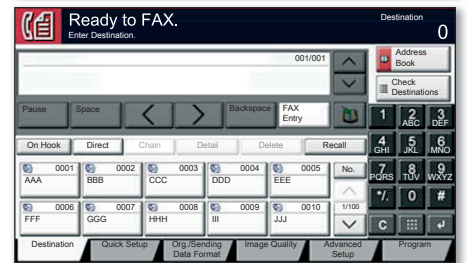 Ready to FAX.
Enter Destination.
Destination
0
001/001
Address
Book
Check
Destinations
Pause
Space
Backspace
FAX
Entry
1
2 ABC
3 DEF
On Hook
Direct
Chain
Detail
Delete
Recall
4 GHI
5 JKL
6 MNO
0001
AAA
0002
BBB
0003
CCC
0004
DDD
0005
EEE
No.
7 PQRS
8 TUV
9 WXYZ
*/.
0
#
0006
FFF
0007
GGG
0008
HHH
0009
III
0010
JJJ
1/100
C
Destination
Quick Setup
Org./Sending
Data Format
Image Quality
Advanced
Setup
Program